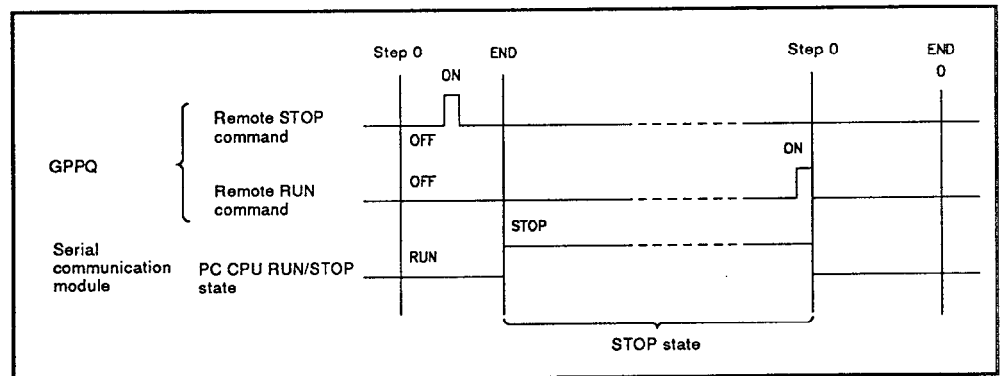 Step 0
END
Step 0
END
0
ON
Remote STOP
command
OFF
ON
GPPQ
Remote RUN
command
OFF
STOP
Serial
communication
module
PC CPU RUN/STOP
state
RUN
STOP state